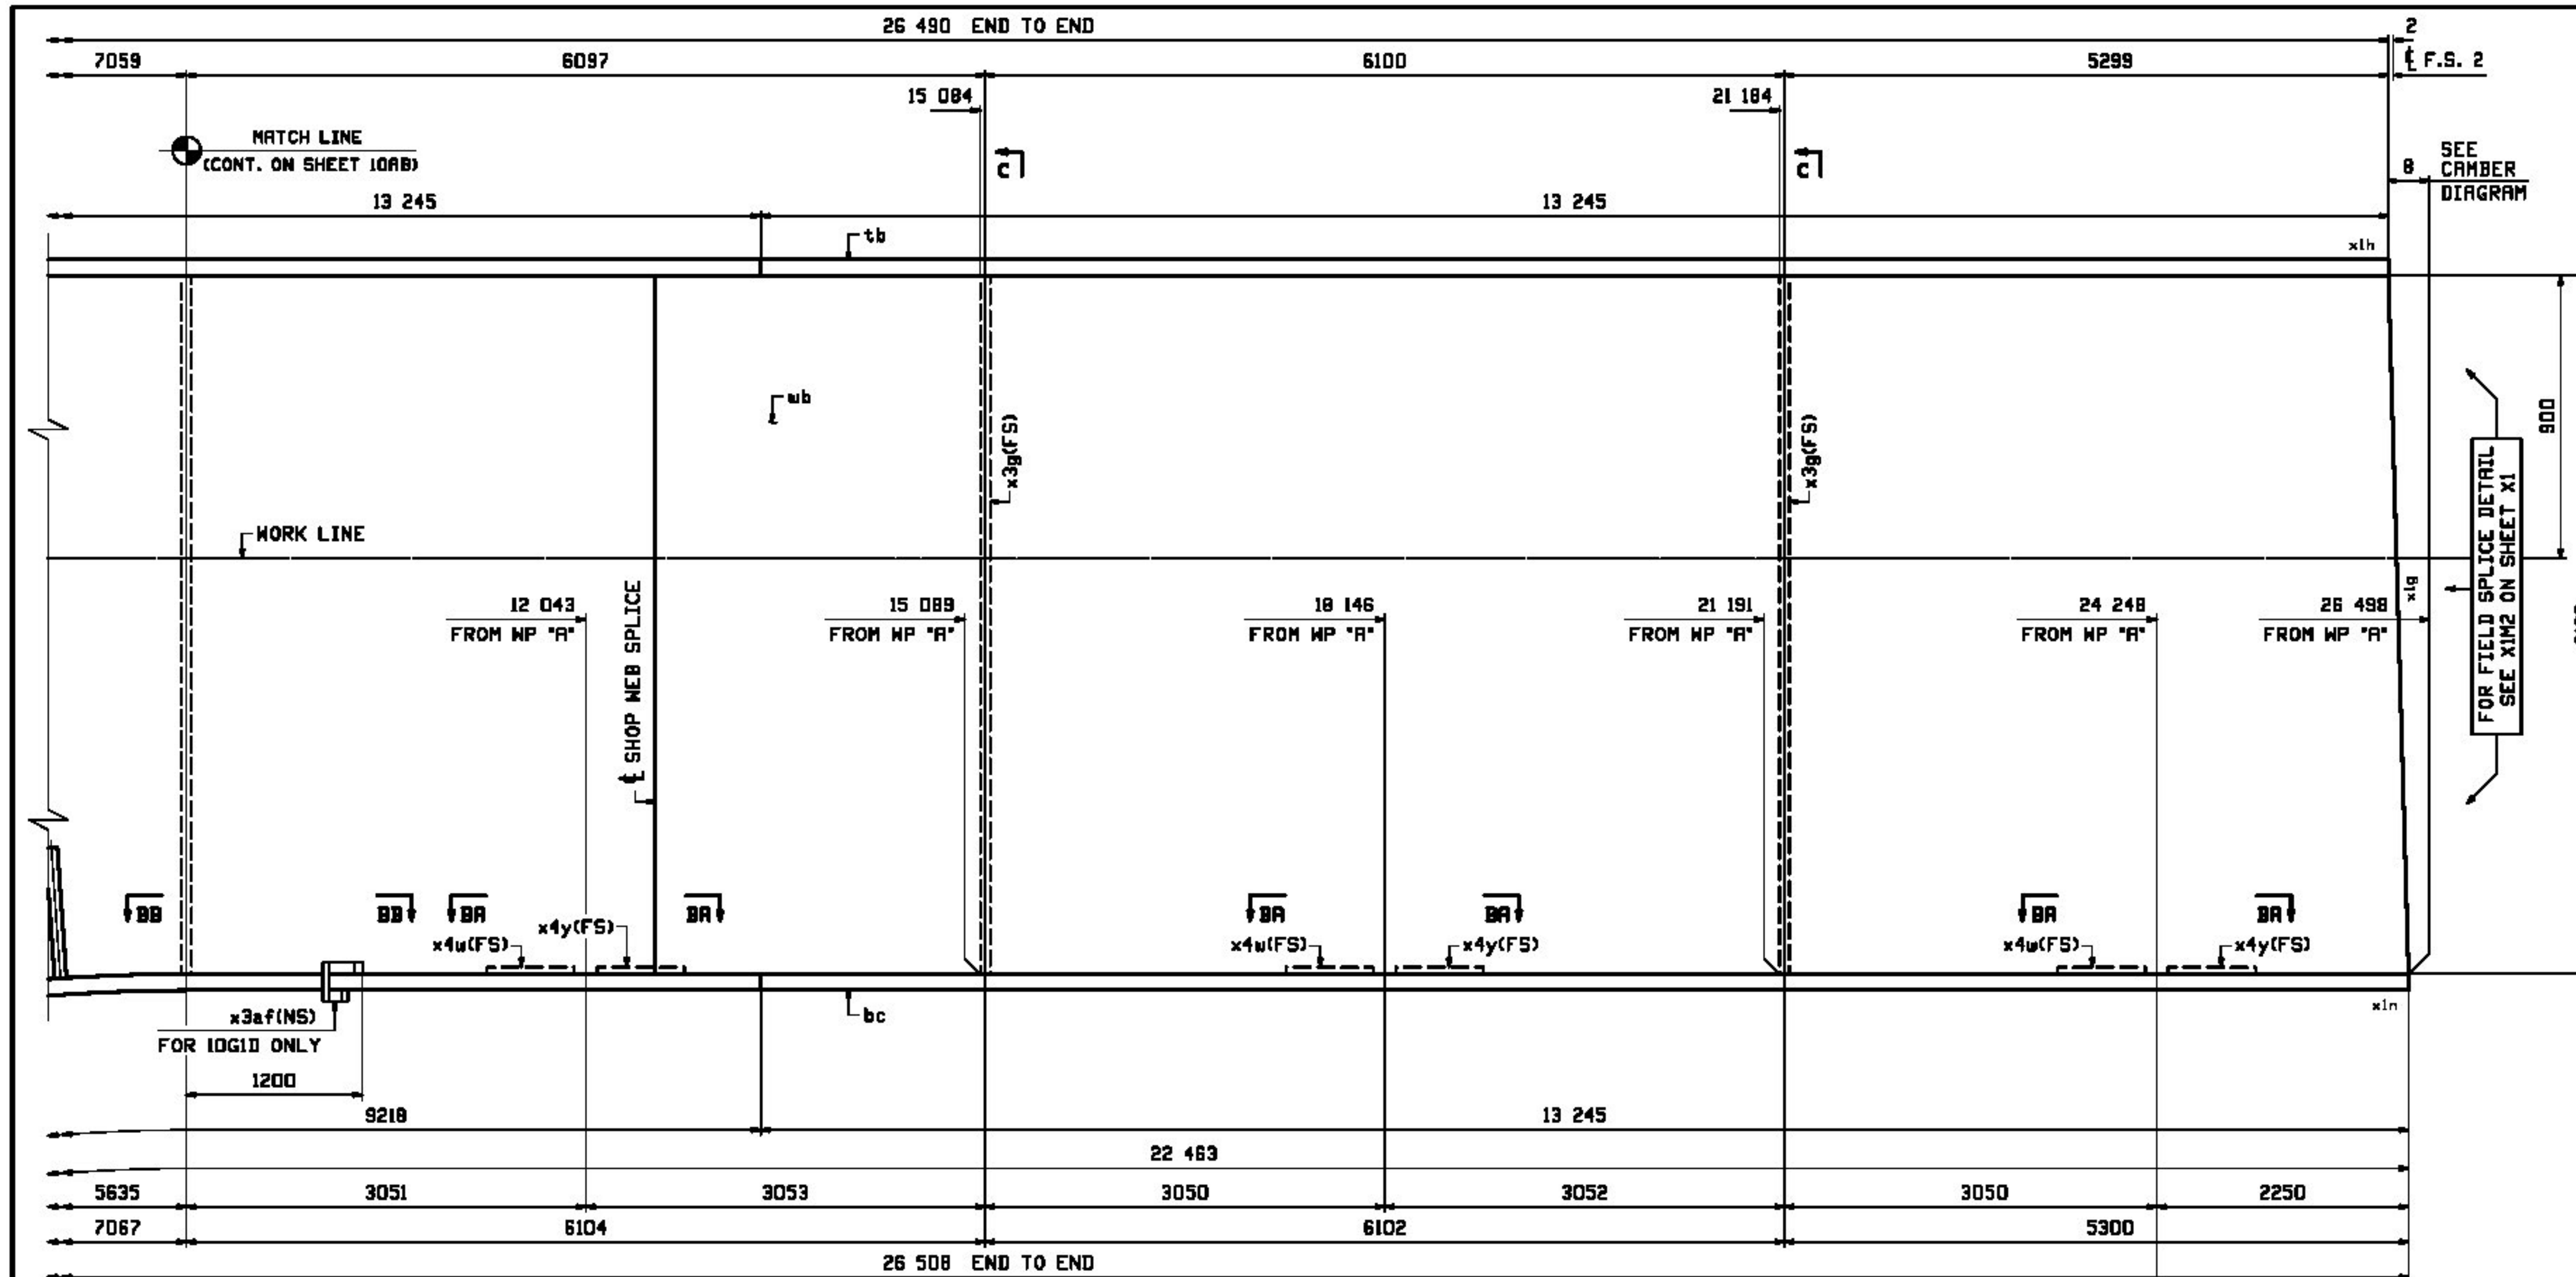 26 490 END TO END
2
7059
6097
6100
5299
℄ F.S. 2
15 084
21 184
MATCH LINE
(CONT. ON SHEET 10AB)
C
C
8
SEE
CAMBER
DIAGRAM
13 245
13 245
tb
x1h
wb
x3g(FS)
x3g(FS)
900
WORK LINE
FOR FIELD SPLICE DETAIL
SEE X1M2 ON SHEET X1
x1g
℄ SHOP WEB SPLICE
12 043
FROM WP "A"
15 089
FROM WP "A"
18 146
FROM WP "A"
21 191
FROM WP "A"
24 248
FROM WP "A"
26 498
FROM WP "A"
BB
BB
BA
BA
BA
BA
BA
BA
x4w(FS)
x4y(FS)
x4w(FS)
x4y(FS)
x4w(FS)
x4y(FS)
x3af(NS)
FOR 10G1D ONLY
bc
x1n
1200
9218
13 245
22 463
5635
3051
3053
3050
3052
3050
2250
7067
6104
6102
5300
26 508 END TO END